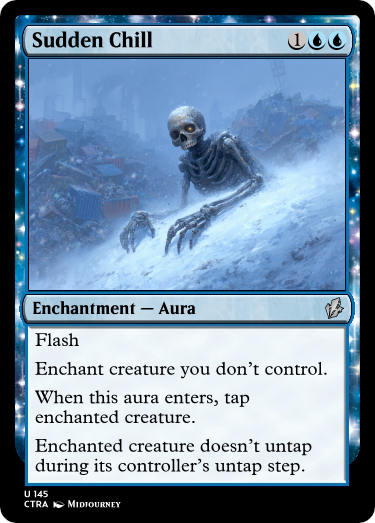 Sudden Chill 1
Enchantment — Aura
Flash
Enchant creature you don't control.
When this aura enters, tap
enchanted creature.
Enchanted creature doesn't untap
during its controller's untap step.
U 145
CTRA Midjourney